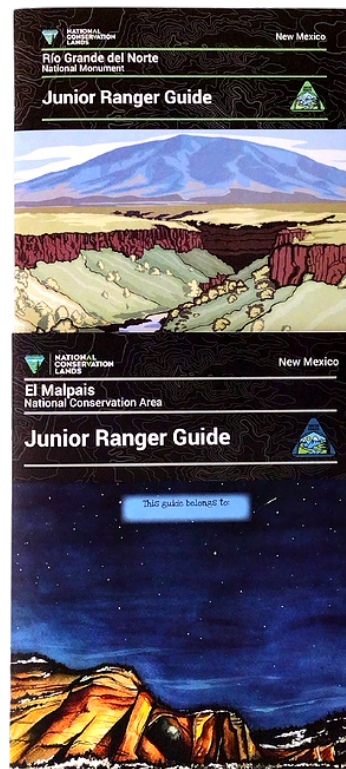 NATIONAL
CONSERVATION
LANDS
New Mexico
Río Grande del Norte
National Monument
Junior Ranger Guide
NATIONAL
CONSERVATION
LANDS
New Mexico
El Malpais
National Conservation Area
Junior Ranger Guide
This guide belongs to: